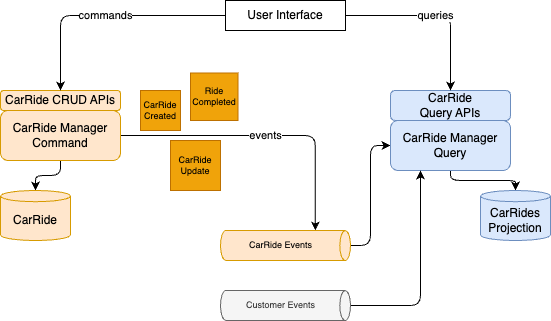 User Interface
commands
queries
CarRide CRUD APIs
CarRide Manager
Command
CarRide
Created
Ride
Completed
events
CarRide
Update
CarRide
Query APIs
CarRide Manager
Query
CarRide
CarRides
Projection
CarRide Events
Customer Events